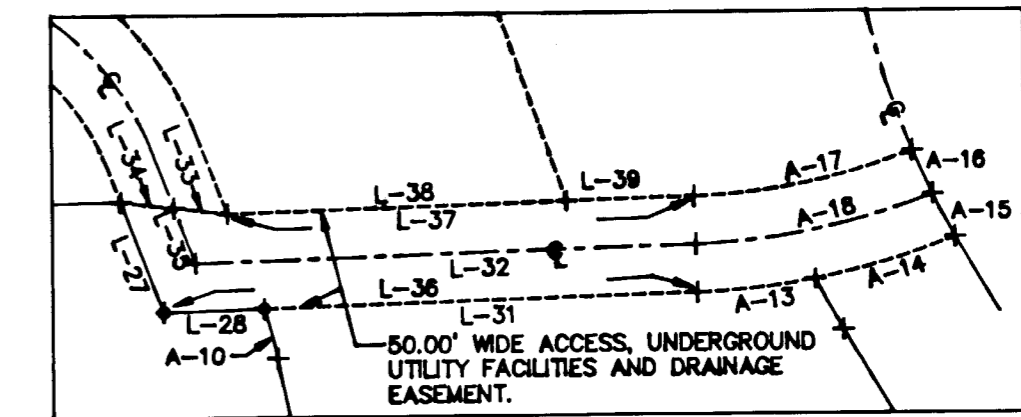 ℄
℄
L-34
L-33
A-17
A-16
L-38
L-39
L-37
A-18
A-15
L-35
L-27
L-32
℄
A-14
L-36
A-13
L-28
L-31
A-10
50.00' WIDE ACCESS, UNDERGROUND
UTILITY FACILITIES AND DRAINAGE
EASEMENT.